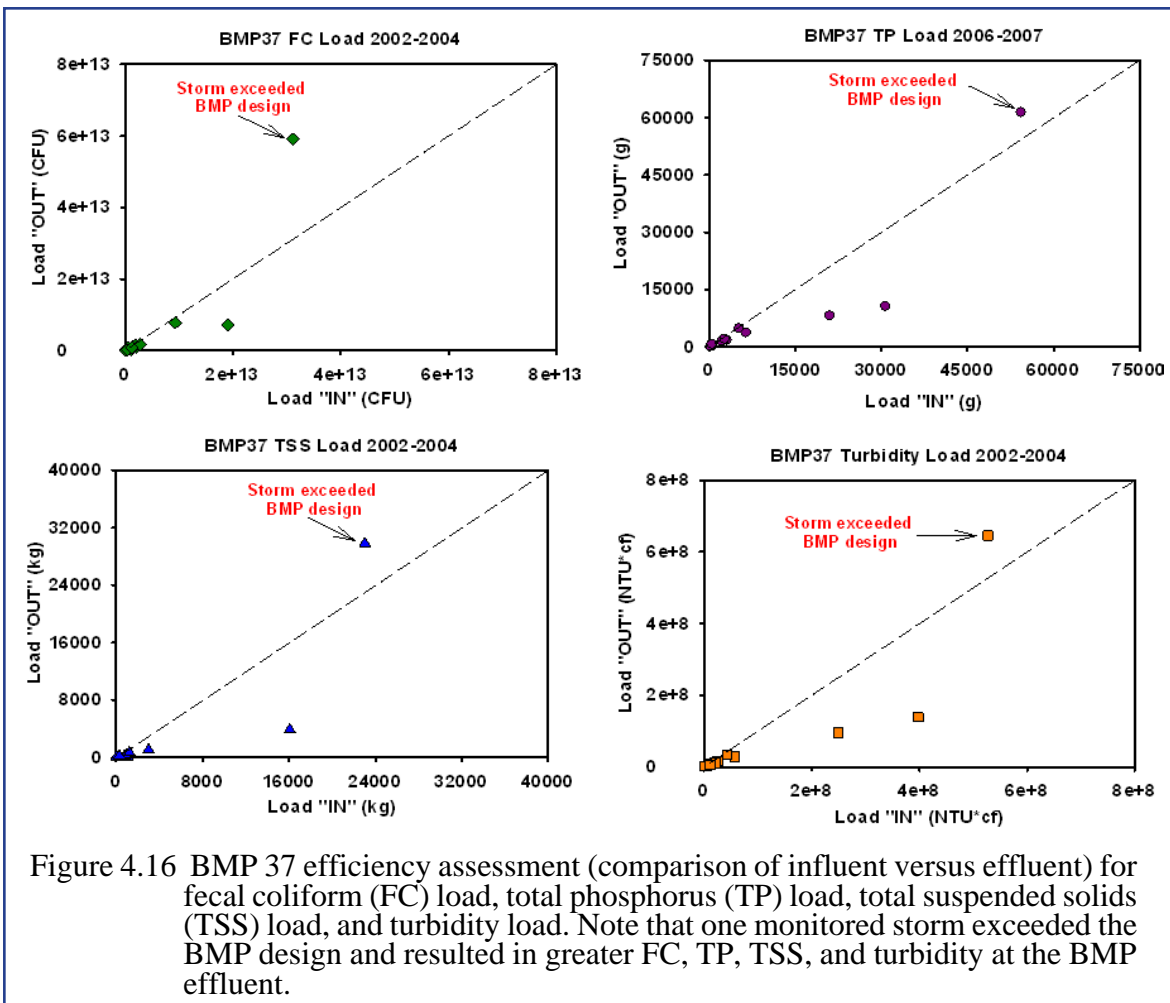 BMP37 FC Load 2002-2004
8e+13
6e+13
4e+13
2e+13
0
Load "OUT" (CFU)
Storm exceeded
BMP design
0 2e+13 4e+13 6e+13 8e+13
Load "IN" (CFU)
BMP37 TP Load 2006-2007
75000
60000
45000
30000
15000
0
Load "OUT" (g)
Storm exceeded
BMP design
0 15000 30000 45000 60000 75000
Load "IN" (g)
BMP37 TSS Load 2002-2004
40000
32000
24000
16000
8000
0
Load "OUT" (kg)
Storm exceeded
BMP design
0 8000 16000 24000 32000 40000
Load "IN" (kg)
BMP37 Turbidity Load 2002-2004
8e+8
6e+8
4e+8
2e+8
0
Load "OUT" (NTU*cf)
Storm exceeded
BMP design
0 2e+8 4e+8 6e+8 8e+8
Load "IN" (NTU*cf)
Figure 4.16 BMP 37 efficiency assessment (comparison of influent versus effluent) for
fecal coliform (FC) load, total phosphorus (TP) load, total suspended solids
(TSS) load, and turbidity load. Note that one monitored storm exceeded the
BMP design and resulted in greater FC, TP, TSS, and turbidity at the BMP
effluent.